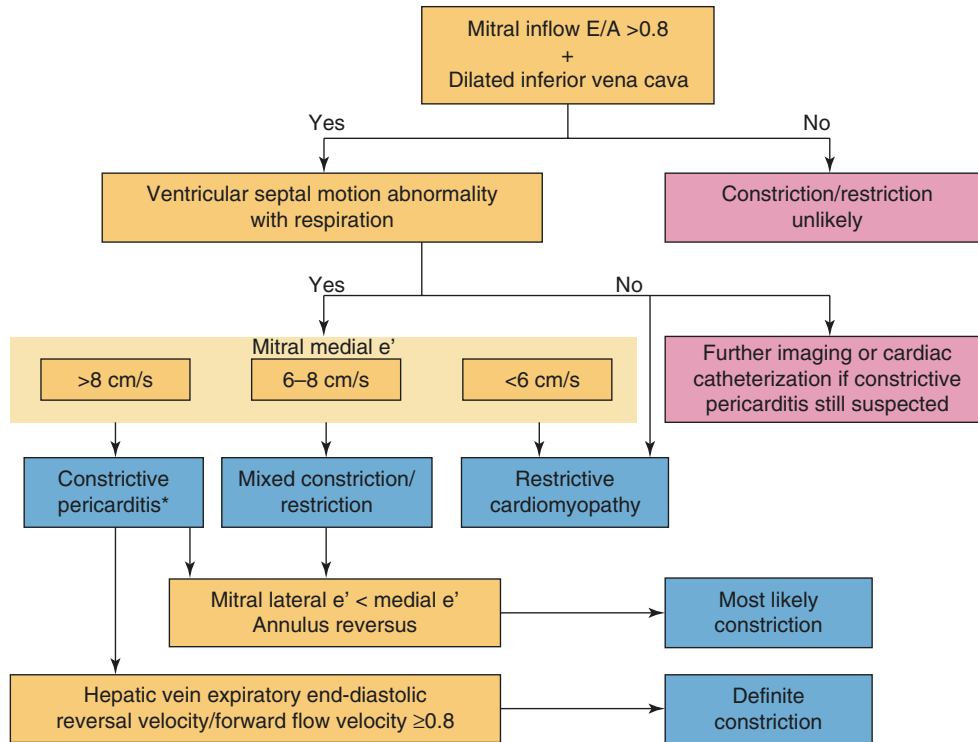 Mitral inflow E/A >0.8
+
Dilated inferior vena cava
Yes
No
Ventricular septal motion abnormality
with respiration
Constriction/restriction
unlikely
Yes
No
Mitral medial e'
>8 cm/s
6–8 cm/s
<6 cm/s
Further imaging or cardiac
catheterization if constrictive
pericarditis still suspected
Constrictive
pericarditis*
Mixed constriction/
restriction
Restrictive
cardiomyopathy
Mitral lateral e' < medial e'
Annulus reversus
Most likely
constriction
Hepatic vein expiratory end-diastolic
reversal velocity/forward flow velocity ≥0.8
Definite
constriction